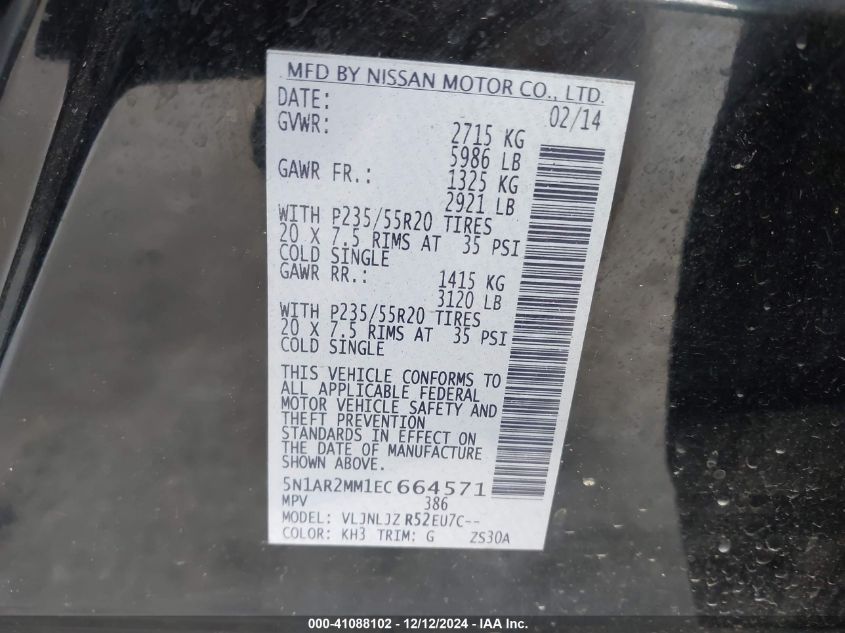 MFD BY NISSAN MOTOR CO., LTD.
DATE: 02/14
GVWR: 2715 KG
5986 LB
GAWR FR.: 1325 KG
2921 LB
WITH P235/55R20 TIRES
20 X 7.5 RIMS AT 35 PSI
COLD SINGLE
GAWR RR.: 1415 KG
3120 LB
WITH P235/55R20 TIRES
20 X 7.5 RIMS AT 35 PSI
COLD SINGLE
THIS VEHICLE CONFORMS TO
ALL APPLICABLE FEDERAL
MOTOR VEHICLE SAFETY AND
THEFT PREVENTION
STANDARDS IN EFFECT ON
THE DATE OF MANUFACTURE
SHOWN ABOVE.
5N1AR2MM1EC 664571
MPV 386
MODEL: VLJNLJZ R52EU7C--
COLOR: KH3 TRIM: G ZS30A
000-41088102 - 12/12/2024 - IAA Inc.